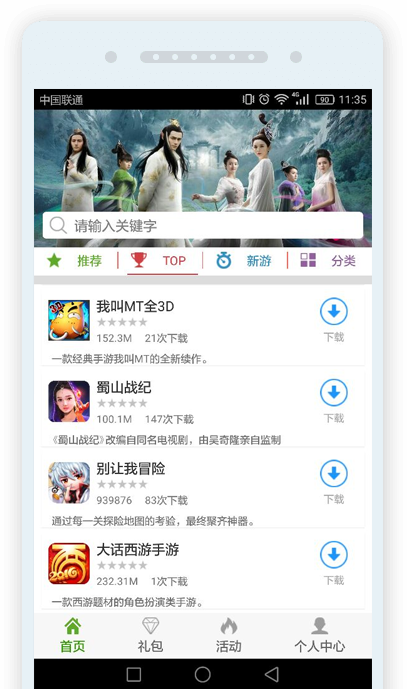 中国联通 4G 90 11:35
请输入关键字
推荐 TOP 新游 分类
我叫MT全3D
152.3M 21次下载
下载
一款经典手游我叫MT的全新续作。
蜀山战纪
100.1M 147次下载
下载
《蜀山战纪》改编自同名电视剧，由吴奇隆亲自监制
别让我冒险
939876 83次下载
下载
通过每一关探险地图的考验，最终聚齐神器。
大话西游手游
232.31M 1次下载
下载
一款西游题材的角色扮演类手游。
首页 礼包 活动 个人中心